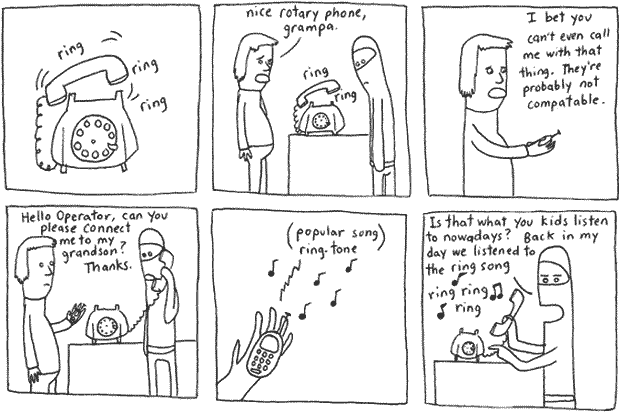 ring
ring
ring
nice rotary phone,
grampa.
ring
ring
I bet you
can't even call
me with that
thing. They're
probably not
compatable.
Hello Operator, can you
please connect
me to my
grandson?
Thanks.
(popular song)
ring-tone
Is that what you kids listen
to nowadays? Back in my
day we listened to
the ring song
ring ring
ring